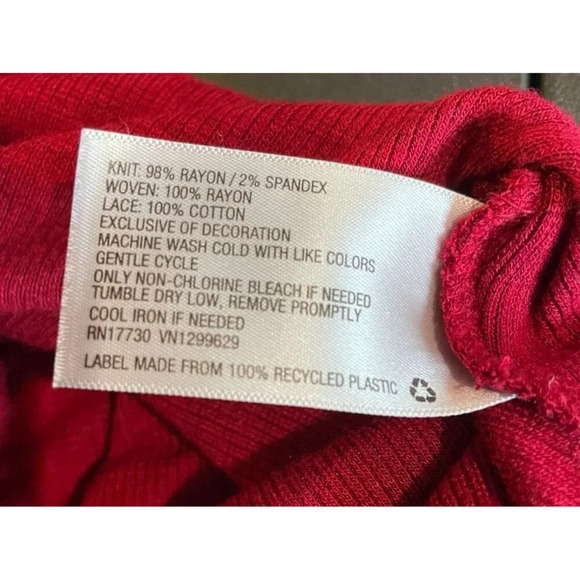 KNIT: 98% RAYON / 2% SPANDEX
WOVEN: 100% RAYON
LACE: 100% COTTON
EXCLUSIVE OF DECORATION
MACHINE WASH COLD WITH LIKE COLORS
GENTLE CYCLE
ONLY NON-CHLORINE BLEACH IF NEEDED
TUMBLE DRY LOW, REMOVE PROMPTLY
COOL IRON IF NEEDED
RN17730 VN1299629
LABEL MADE FROM 100% RECYCLED PLASTIC